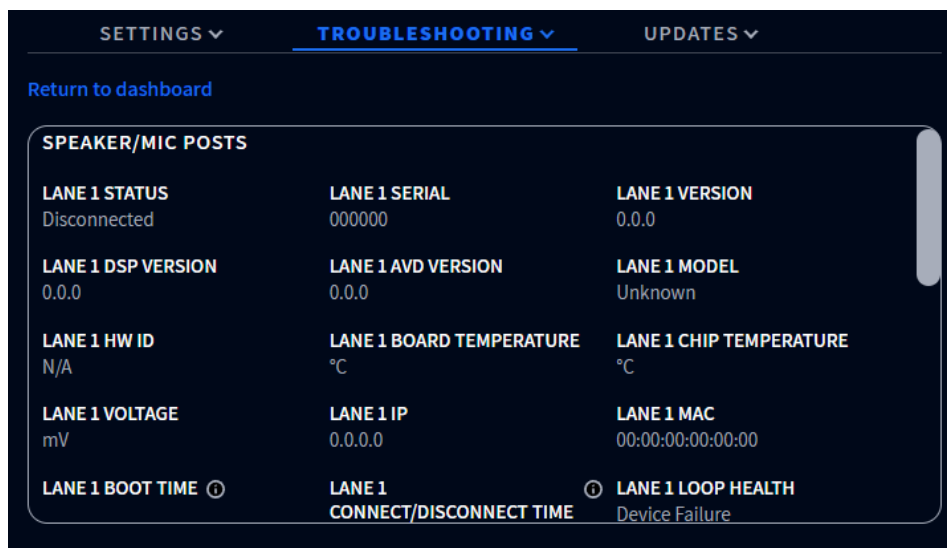 SETTINGS TROUBLESHOOTING UPDATES
Return to dashboard
SPEAKER/MIC POSTS
LANE 1 STATUS LANE 1 SERIAL LANE 1 VERSION
Disconnected 000000 0.0.0
LANE 1 DSP VERSION LANE 1 AVD VERSION LANE 1 MODEL
0.0.0 0.0.0 Unknown
LANE 1 HW ID LANE 1 BOARD TEMPERATURE LANE 1 CHIP TEMPERATURE
N/A °C °C
LANE 1 VOLTAGE LANE 1 IP LANE 1 MAC
mV 0.0.0.0 00:00:00:00:00:00
LANE 1 BOOT TIME LANE 1 LANE 1 LOOP HEALTH
CONNECT/DISCONNECT TIME Device Failure